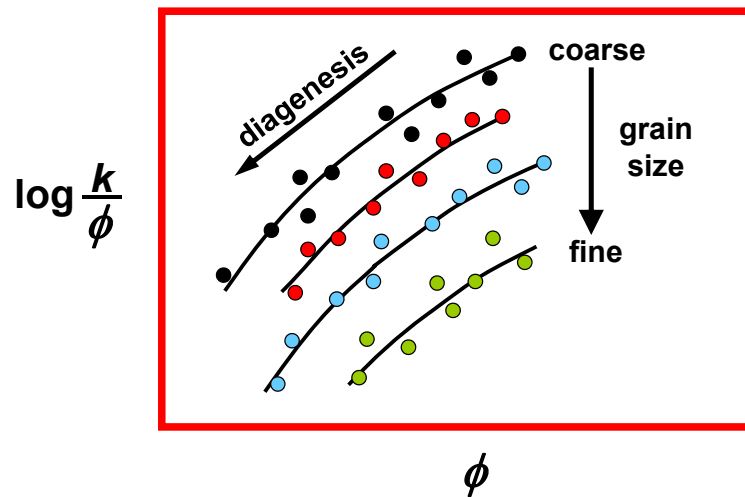 coarse
diagenesis
grain
size
log k/ϕ
fine
ϕ